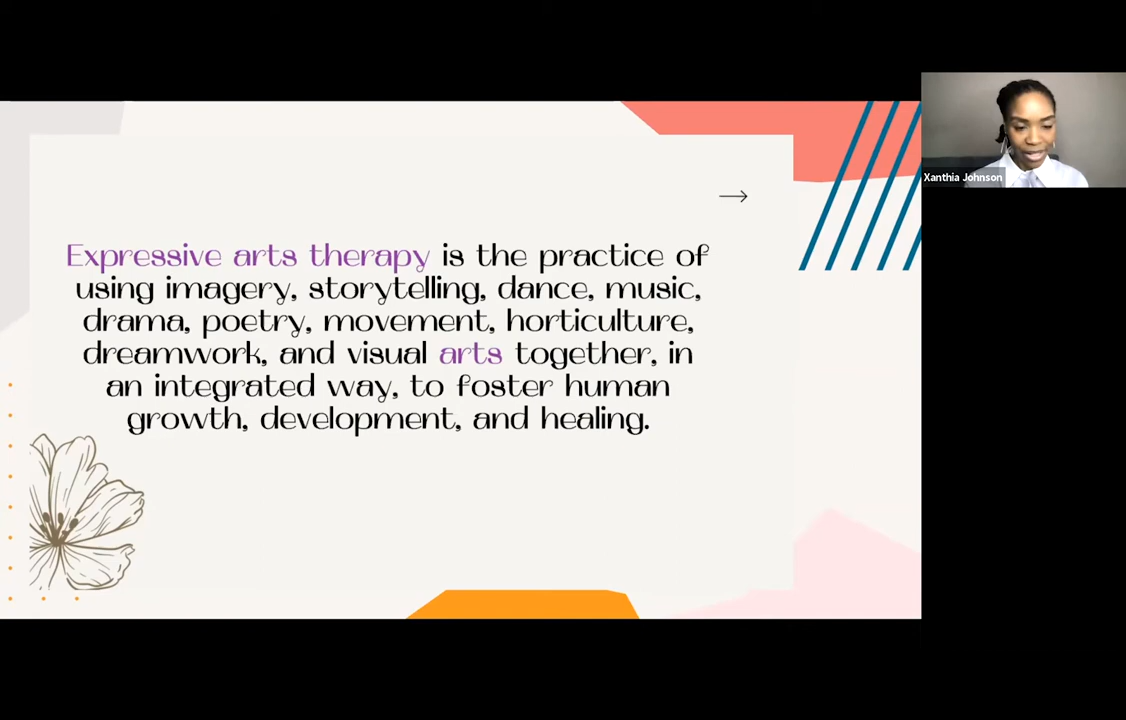 Expressive arts therapy is the practice of
using imagery, storytelling, dance, music,
drama, poetry, movement, horticulture,
dreamwork, and visual arts together, in
an integrated way, to foster human
growth, development, and healing.
Xanthia Johnson